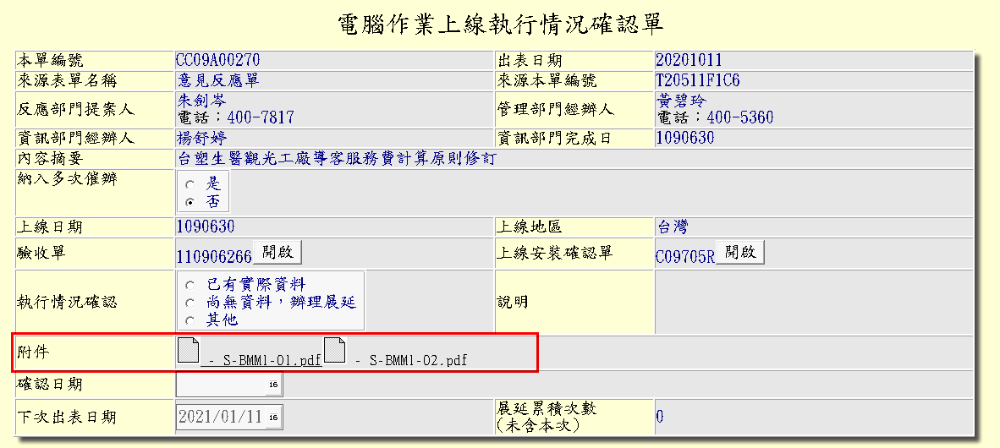 電腦作業上線執行情況確認單
本單編號 CC09A00270 出表日期 20201011
來源表單名稱 意見反應單 來源本單編號 T20511F1C6
反應部門提案人 朱劍岑 電話：400-7817 管理部門經辦人 黃碧玲 電話：400-5360
資訊部門經辦人 楊舒婷 資訊部門完成日 1090630
內容摘要 台塑生醫觀光工廠導客服務費計算原則修訂
納入多次催辦 是
否
上線日期 1090630 上線地區 台灣
驗收單 110906266 開啟 上線安裝確認單 C09705R 開啟
執行情況確認 已有實際資料
尚無資料，辦理展延
其他
說明
附件 - S-BMM1-01.pdf - S-BMM1-02.pdf
確認日期 16
下次出表日期 2021/01/11 16 展延累積次數 (未含本次) 0